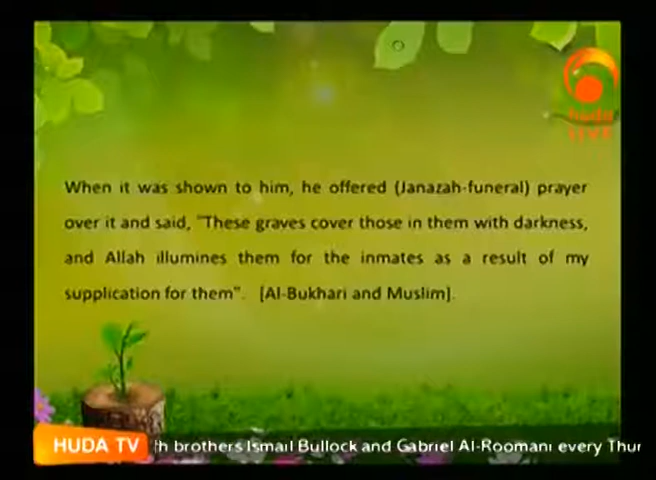 huda
LIVE
When it was shown to him, he offered (Janazah-funeral) prayer
over it and said, "These graves cover those in them with darkness,
and Allah illumines them for the inmates as a result of my
supplication for them". [Al-Bukhari and Muslim].
HUDA TV
th brothers Ismail Bullock and Gabriel Al-Roomani every Thur